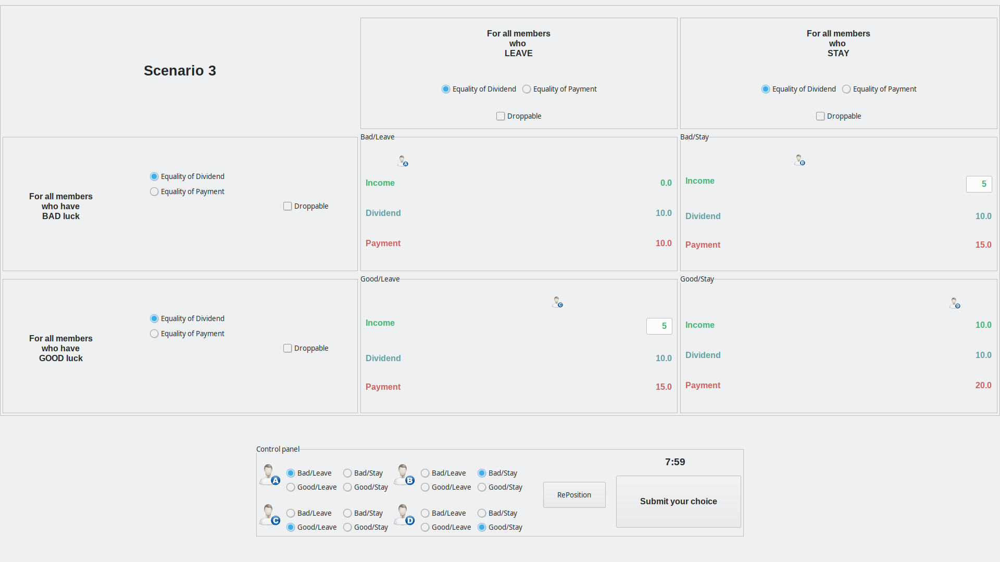 Scenario 3
For all members
who
LEAVE
Equality of Dividend
Equality of Payment
Droppable
For all members
who
STAY
Equality of Dividend
Equality of Payment
Droppable
For all members
who have
BAD luck
Equality of Dividend
Equality of Payment
Droppable
Bad/Leave
A
Income 0.0
Dividend 10.0
Payment 10.0
Bad/Stay
B
Income 5
Dividend 10.0
Payment 15.0
For all members
who have
GOOD luck
Equality of Dividend
Equality of Payment
Droppable
Good/Leave
C
Income 5
Dividend 10.0
Payment 15.0
Good/Stay
D
Income 10.0
Dividend 10.0
Payment 20.0
Control panel
A
Bad/Leave Bad/Stay
Good/Leave Good/Stay
B
Bad/Leave Bad/Stay
Good/Leave Good/Stay
C
Bad/Leave Bad/Stay
Good/Leave Good/Stay
D
Bad/Leave Bad/Stay
Good/Leave Good/Stay
RePosition
7:59
Submit your choice